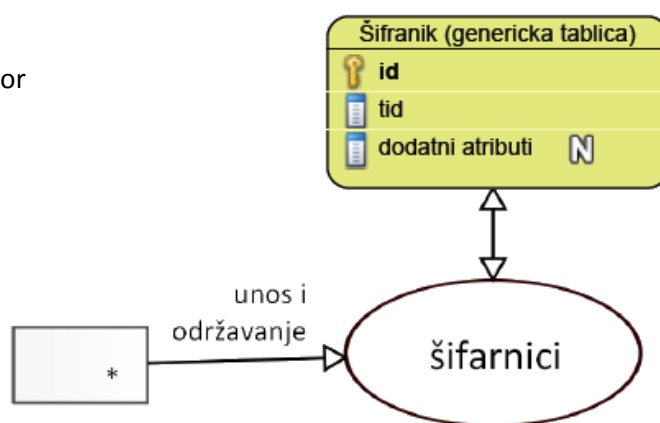 Šifranik (genericka tablica)
or
id
tid
dodatni atributi N
unos i
održavanje
*
šifarnici